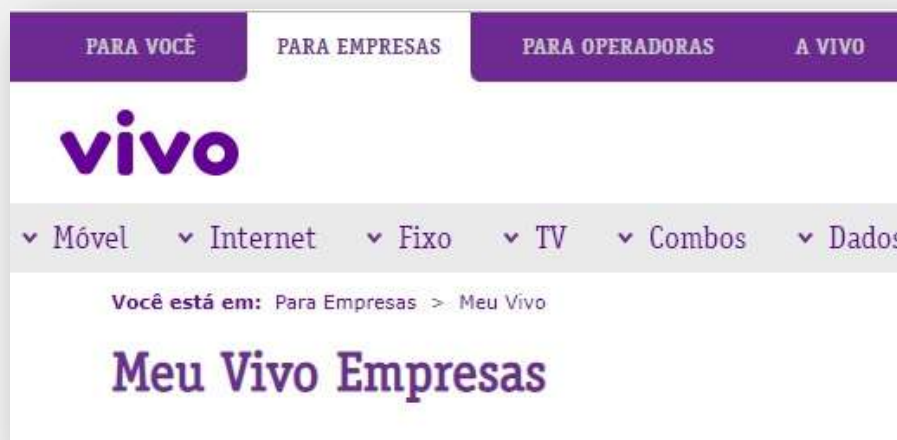 PARA VOCÊ PARA EMPRESAS PARA OPERADORAS A VIVO
vivo
Móvel Internet Fixo TV Combos Dados
Você está em: Para Empresas > Meu Vivo
Meu Vivo Empresas